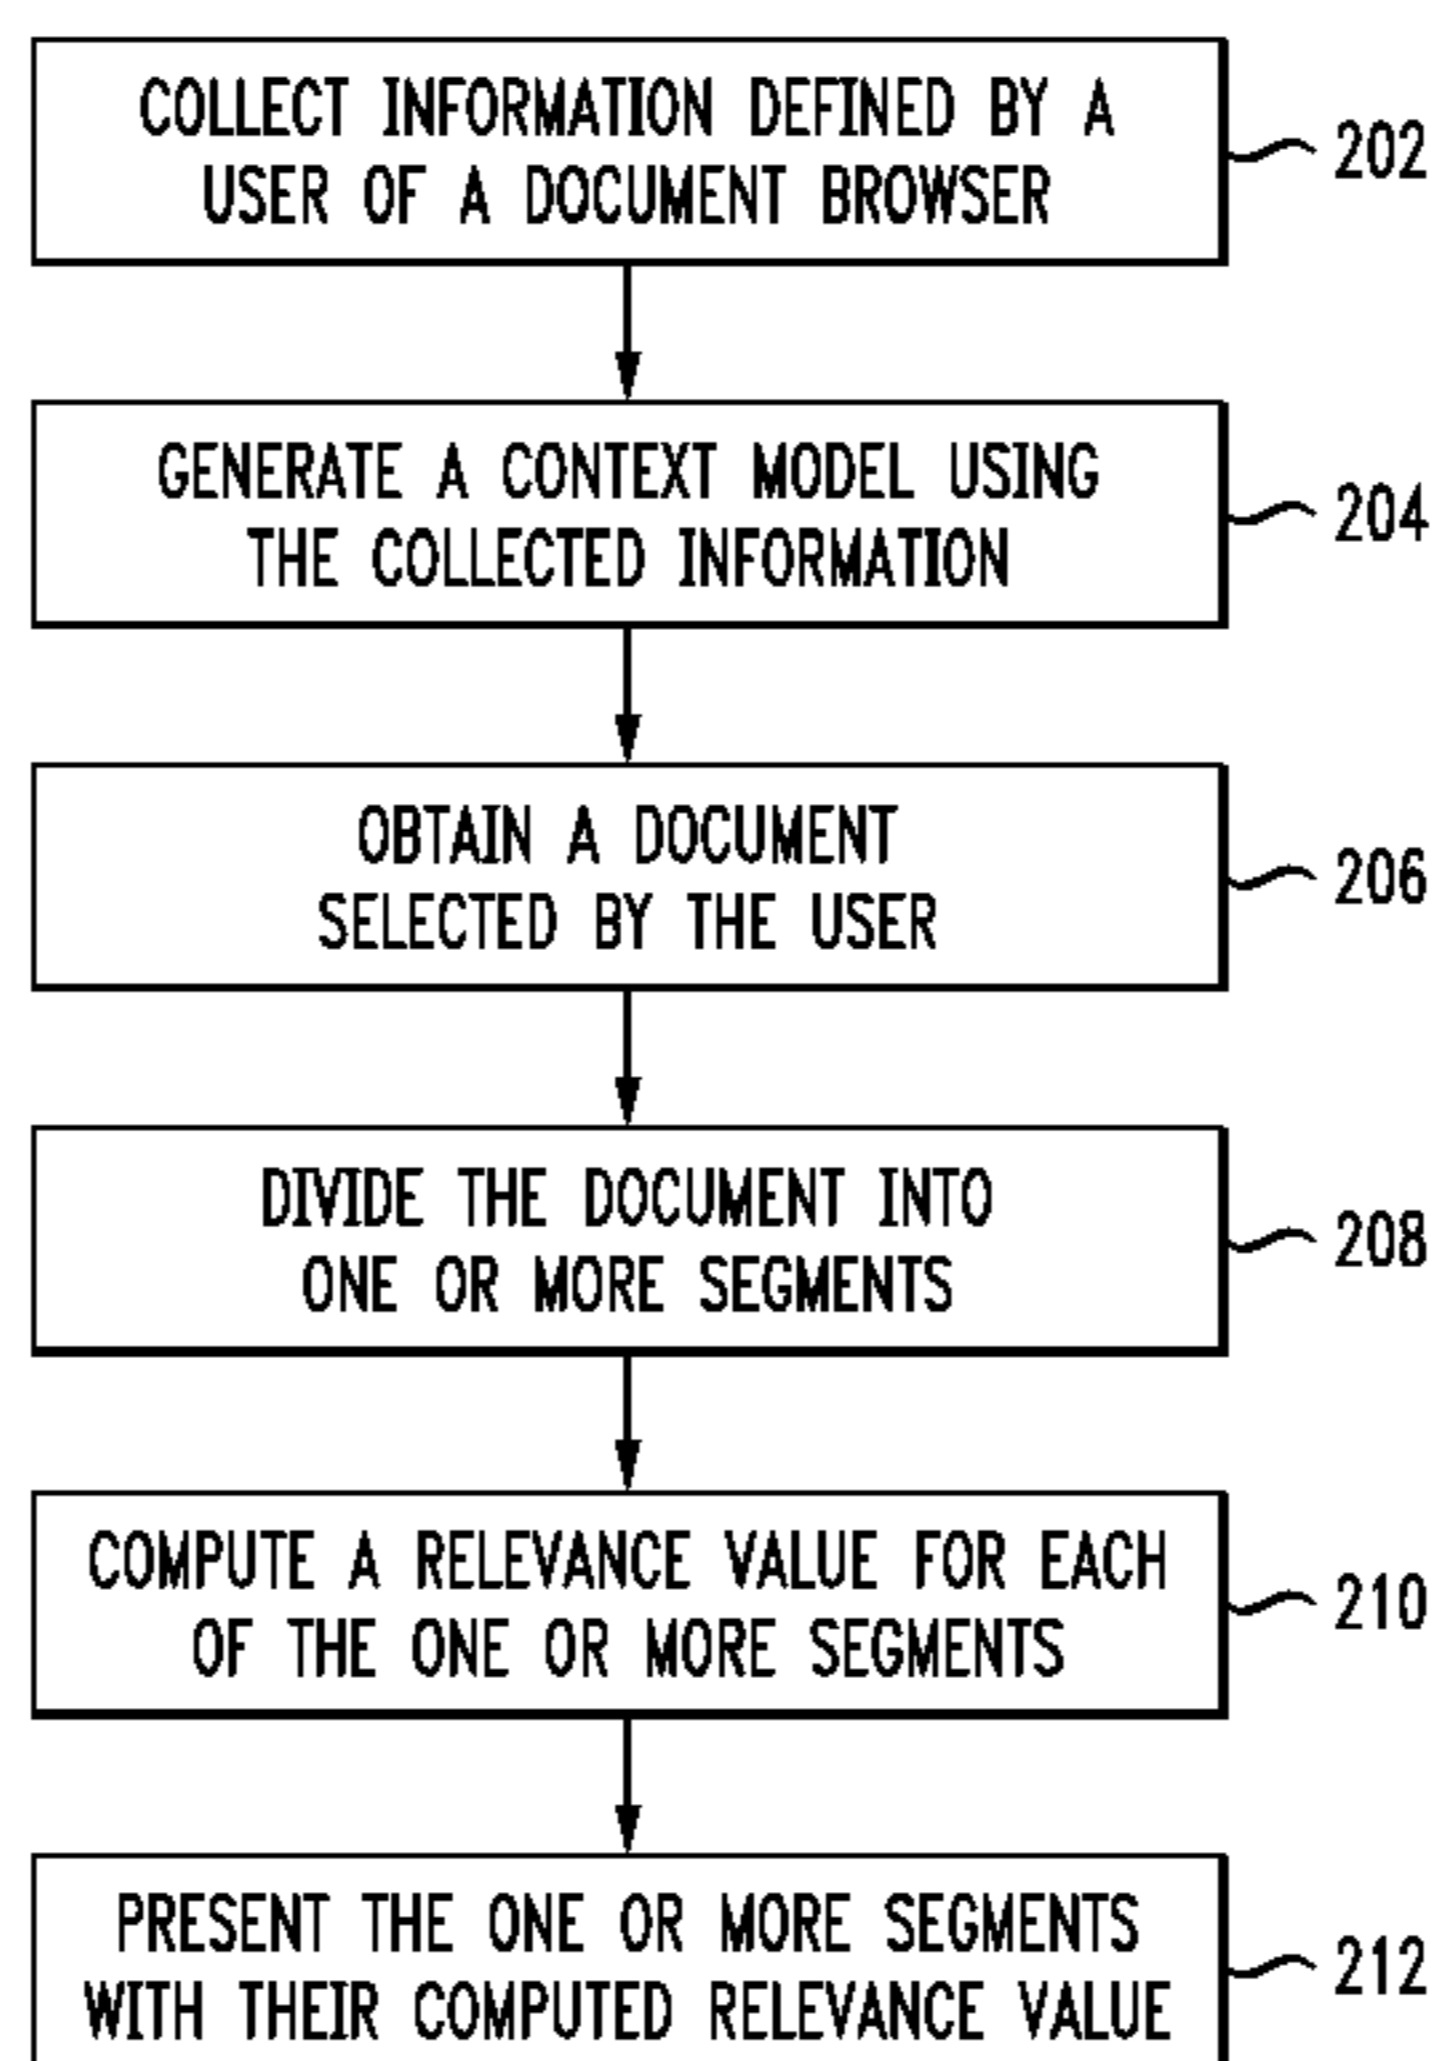 COLLECT INFORMATION DEFINED BY A
USER OF A DOCUMENT BROWSER
202
GENERATE A CONTEXT MODEL USING
THE COLLECTED INFORMATION
204
OBTAIN A DOCUMENT
SELECTED BY THE USER
206
DIVIDE THE DOCUMENT INTO
ONE OR MORE SEGMENTS
208
COMPUTE A RELEVANCE VALUE FOR EACH
OF THE ONE OR MORE SEGMENTS
210
PRESENT THE ONE OR MORE SEGMENTS
WITH THEIR COMPUTED RELEVANCE VALUE
212